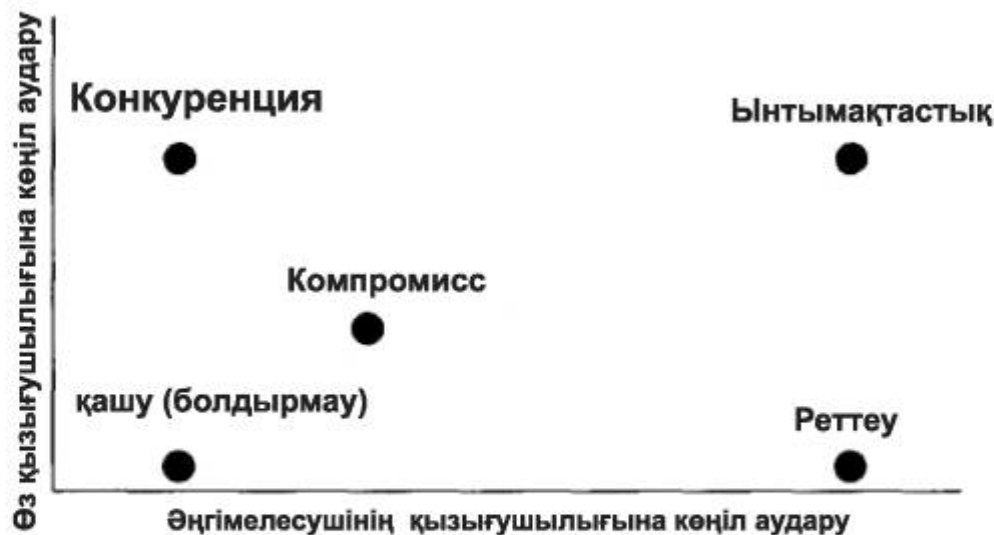 Өз қызығушылығына көңіл аудару
Конкуренция
Ынтымақтастық
Компромисс
қашу (болдырмау)
Реттеу
Әңгімелесушінің қызығушылығына көңіл аудару